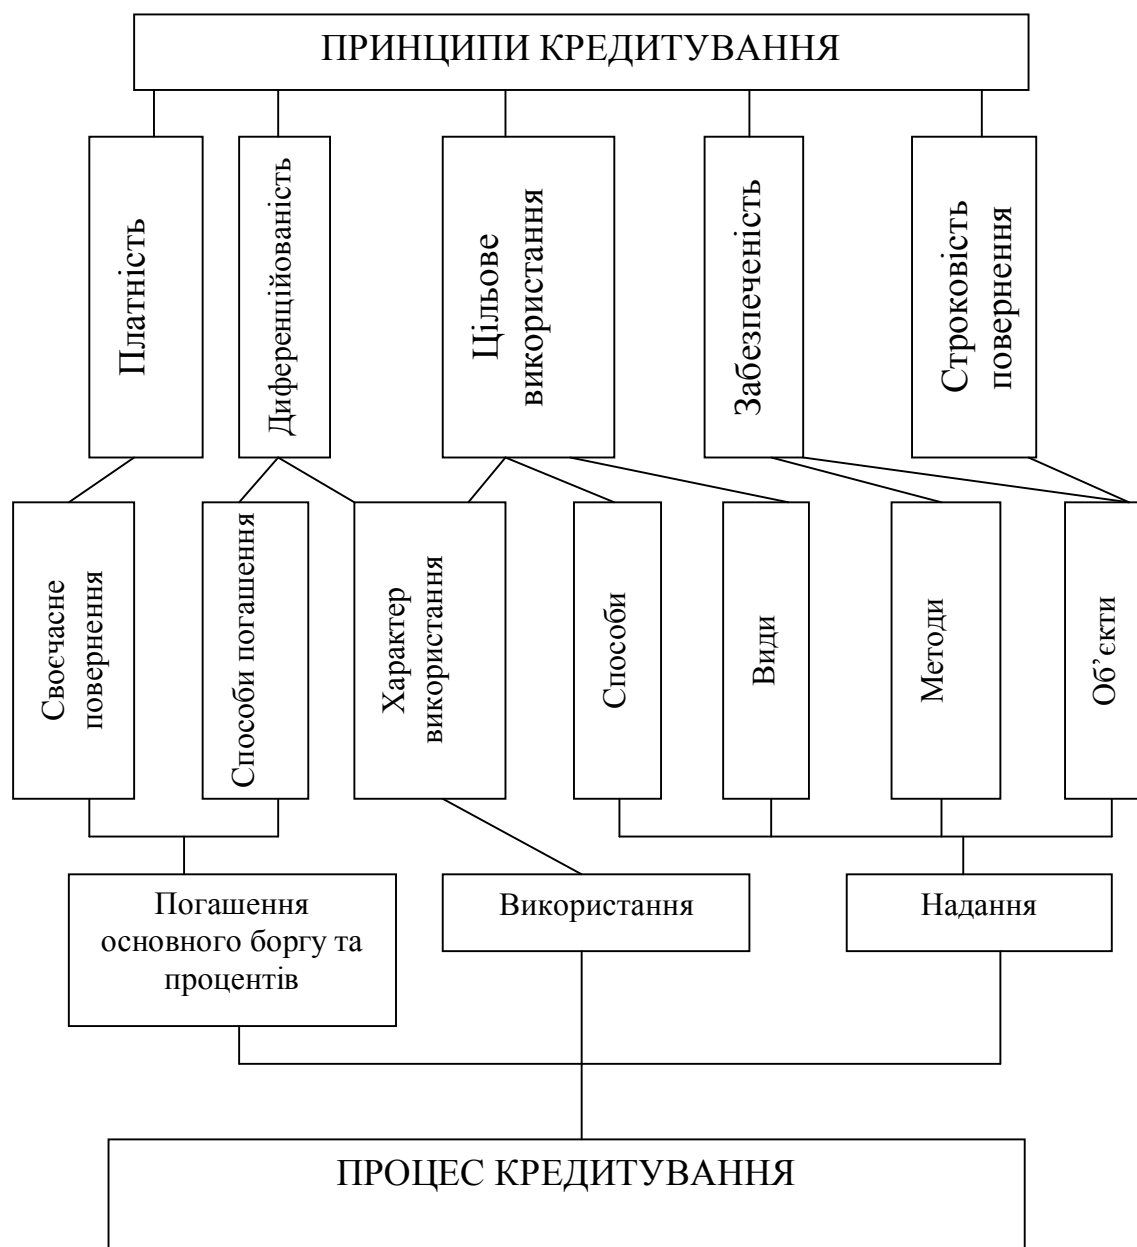 ПРИНЦИПИ КРЕДИТУВАННЯ
Платність
Диференційованість
Цільове
використання
Забезпеченість
Строковість
повернення
Своєчасне
повернення
Способи погашення
Характер
використання
Способи
Види
Методи
Об’єкти
Погашення
основного боргу та
процентів
Використання
Надання
ПРОЦЕС КРЕДИТУВАННЯ